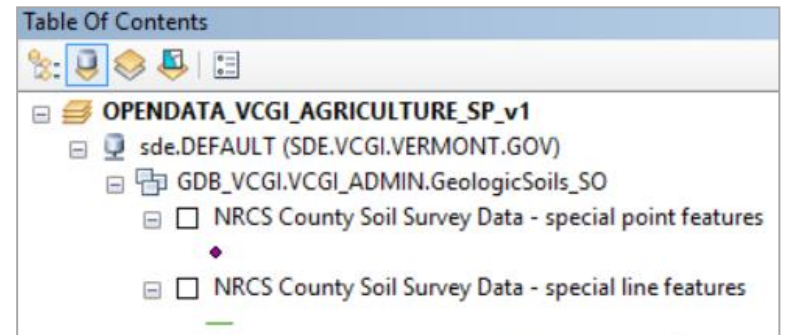 Table Of Contents
OPENDATA_VCGI_AGRICULTURE_SP_v1
sde.DEFAULT (SDE.VCGI.VERMONT.GOV)
GDB_VCGI.VCGI_ADMIN.GeologicSoils_SO
NRCS County Soil Survey Data - special point features
NRCS County Soil Survey Data - special line features